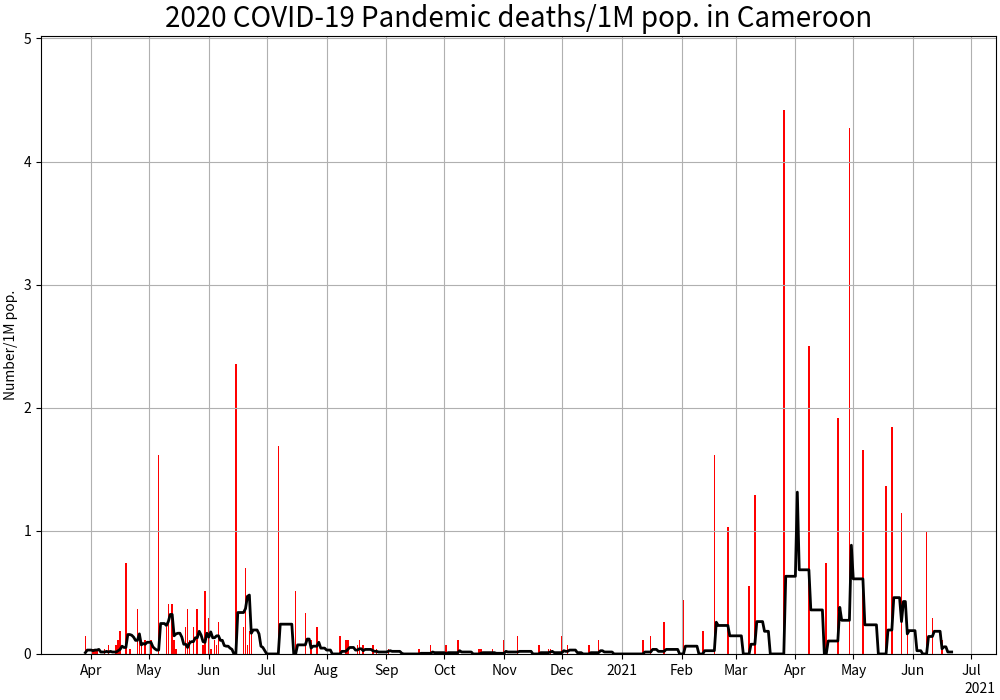 2020 COVID-19 Pandemic deaths/1M pop. in Cameroon
Number/1M pop.
5
4
3
2
1
0
Apr May Jun Jul Aug Sep Oct Nov Dec 2021 Feb Mar Apr May Jun Jul
2021